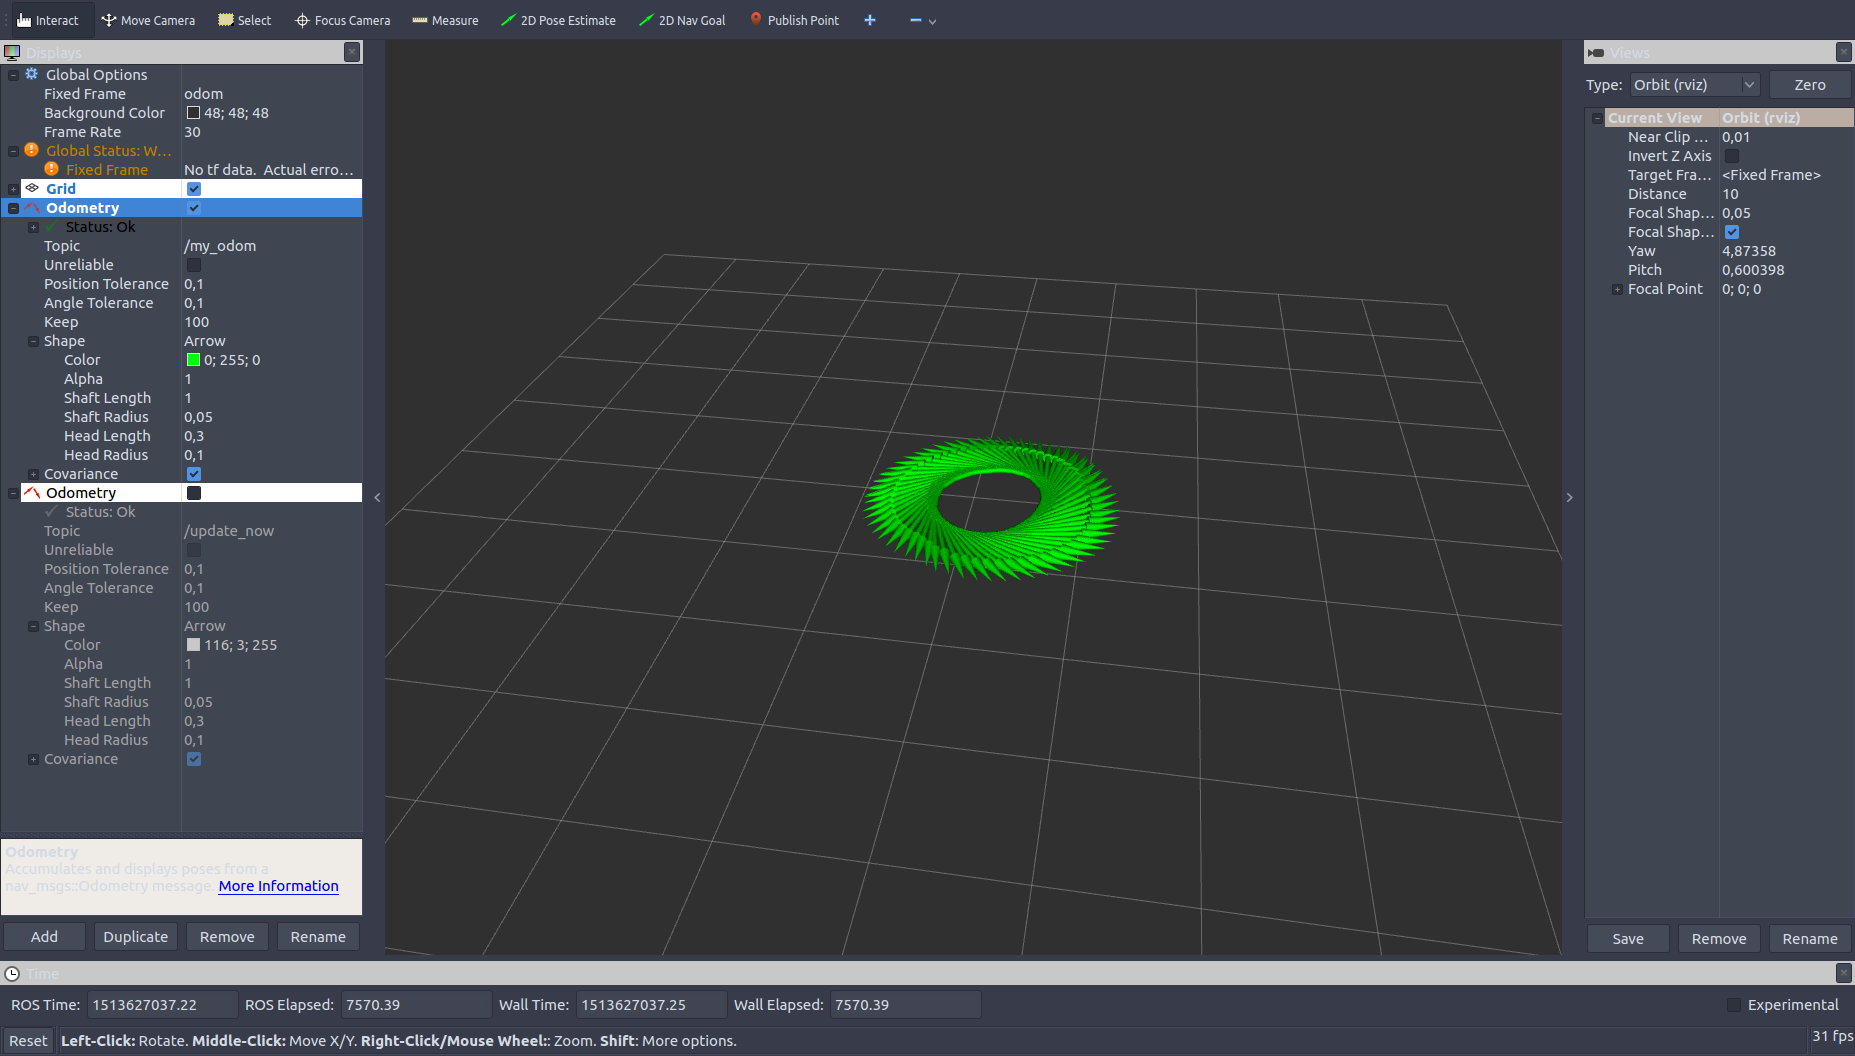 Interact Move Camera Select Focus Camera Measure 2D Pose Estimate 2D Nav Goal Publish Point
Displays
Global Options
Fixed Frame odom
Background Color 48; 48; 48
Frame Rate 30
Global Status: W...
Fixed Frame No tf data. Actual erro...
Grid
Odometry
Status: Ok
Topic /my_odom
Unreliable
Position Tolerance 0,1
Angle Tolerance 0,1
Keep 100
Shape Arrow
Color 0; 255; 0
Alpha 1
Shaft Length 1
Shaft Radius 0,05
Head Length 0,3
Head Radius 0,1
Covariance
Odometry
Status: Ok
Topic /update_now
Unreliable
Position Tolerance 0,1
Angle Tolerance 0,1
Keep 100
Shape Arrow
Color 116; 3; 255
Alpha 1
Shaft Length 1
Shaft Radius 0,05
Head Length 0,3
Head Radius 0,1
Covariance
Odometry
Accumulates and displays poses from a
nav_msgs::Odometry message. More Information
Add Duplicate Remove Rename
Views
Type: Orbit (rviz) Zero
Current View Orbit (rviz)
Near Clip ... 0,01
Invert Z Axis
Target Fra... <Fixed Frame>
Distance 10
Focal Shap... 0,05
Focal Shap...
Yaw 4,87358
Pitch 0,600398
Focal Point 0; 0; 0
Save Remove Rename
Time
ROS Time: 1513627037.22 ROS Elapsed: 7570.39 Wall Time: 1513627037.25 Wall Elapsed: 7570.39 Experimental
Reset Left-Click: Rotate. Middle-Click: Move X/Y. Right-Click/Mouse Wheel:: Zoom. Shift: More options. 31 fps